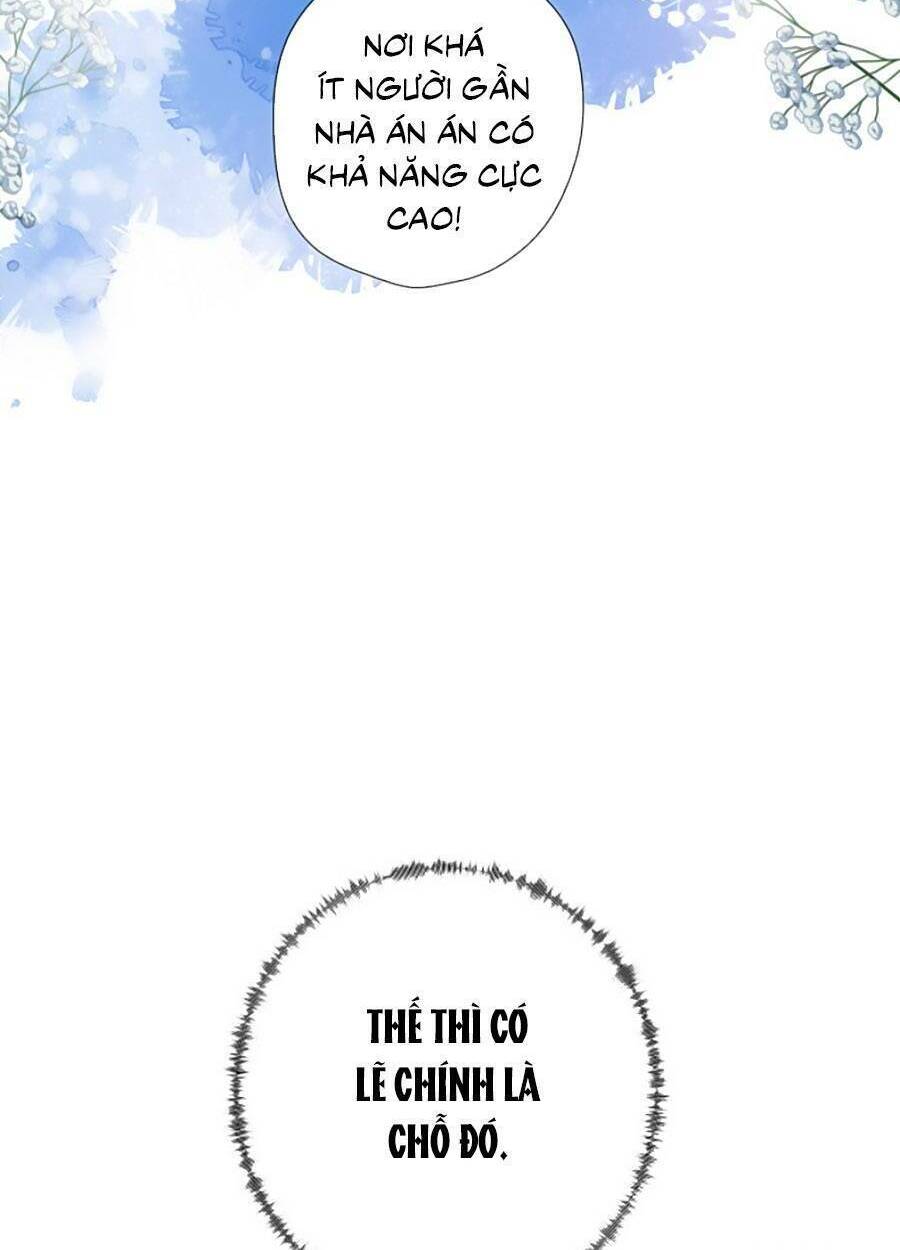 NƠI KHÁ
ÍT NGƯỜI GẦN
NHÀ ÁN ÁN CÓ
KHẢ NĂNG CỰC
CAO!
THẾ THÌ CÓ
LẼ CHÍNH LÀ
CHỖ ĐÓ.